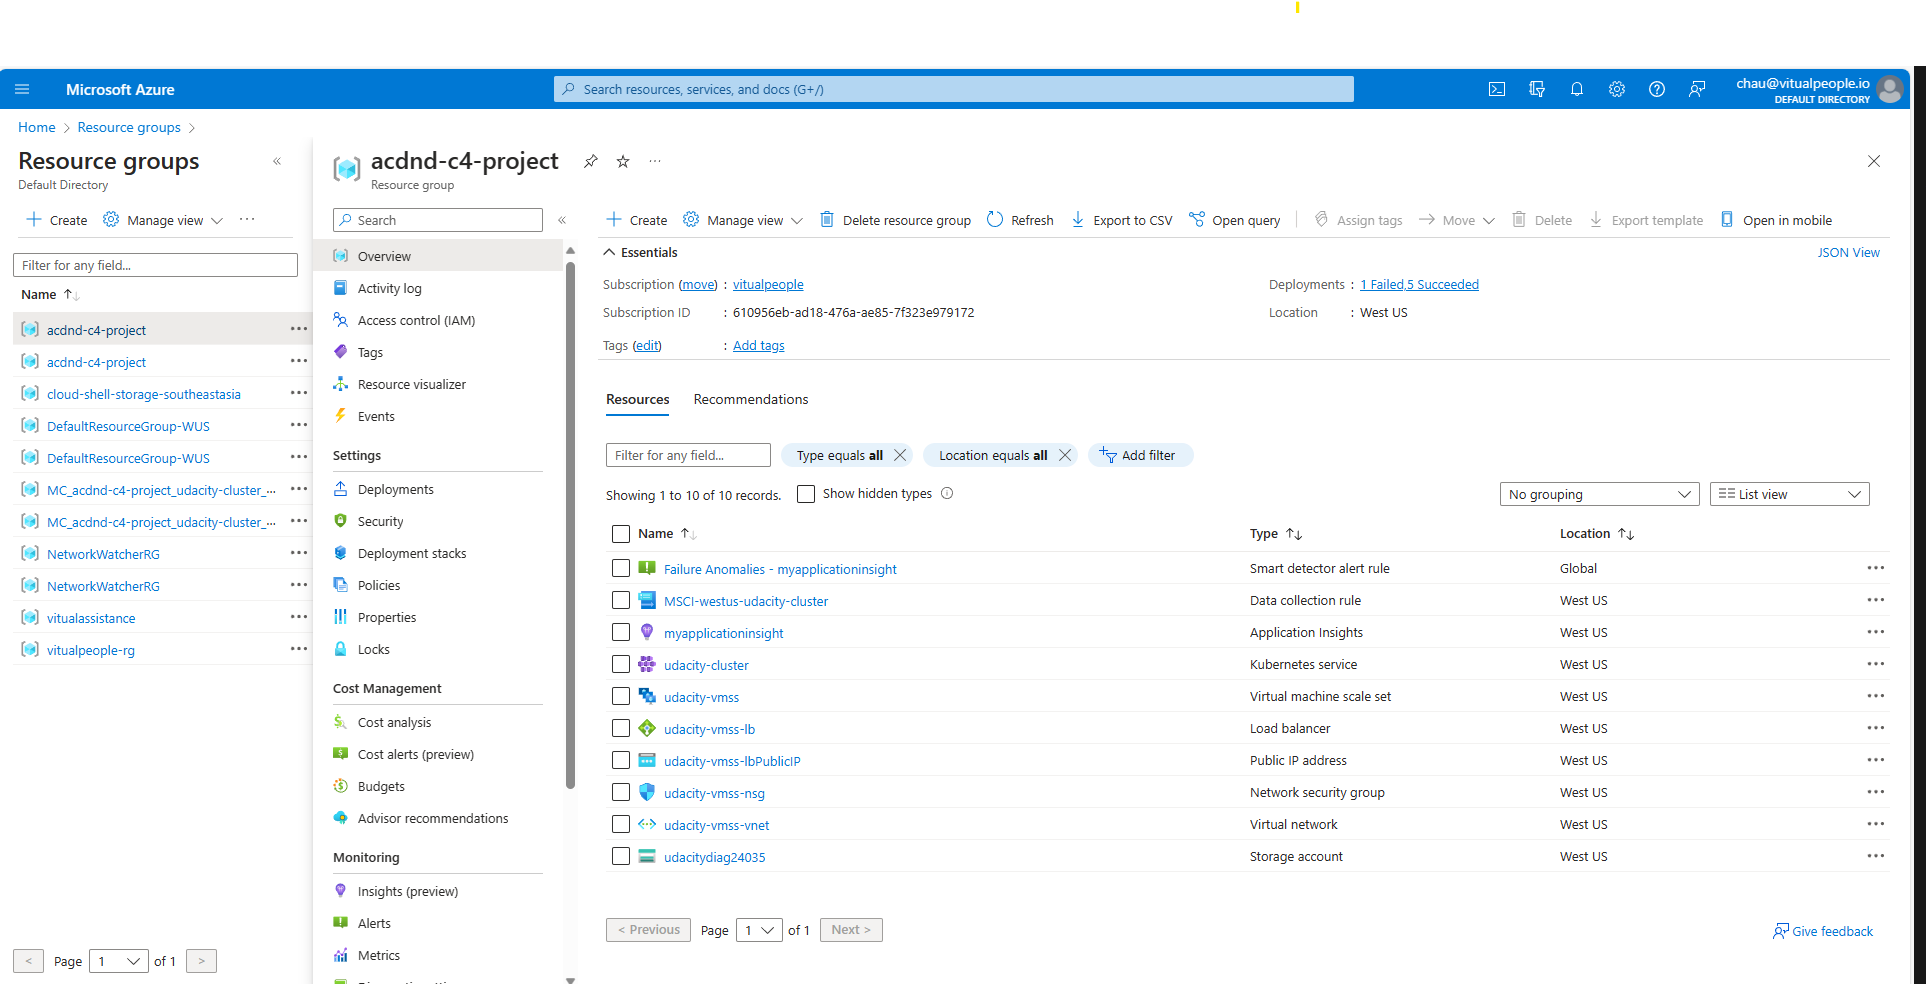 Microsoft Azure
Search resources, services, and docs (G+/)
chau@vitualpeople.io
DEFAULT DIRECTORY
Home > Resource groups >
Resource groups
Default Directory
Create
Manage view
Filter for any field...
Name
acdnd-c4-project
acdnd-c4-project
cloud-shell-storage-southeastasia
DefaultResourceGroup-WUS
DefaultResourceGroup-WUS
MC_acdnd-c4-project_udacity-cluster_...
MC_acdnd-c4-project_udacity-cluster_...
NetworkWatcherRG
NetworkWatcherRG
vitualassistance
vitualpeople-rg
< Page 1 of 1 >
acdnd-c4-project
Resource group
Search
Overview
Activity log
Access control (IAM)
Tags
Resource visualizer
Events
Settings
Deployments
Security
Deployment stacks
Policies
Properties
Locks
Cost Management
Cost analysis
Cost alerts (preview)
Budgets
Advisor recommendations
Monitoring
Insights (preview)
Alerts
Metrics
Create Manage view Delete resource group Refresh Export to CSV Open query Assign tags Move Delete Export template Open in mobile
Essentials
JSON View
Subscription (move) : vitualpeople
Deployments : 1 Failed,5 Succeeded
Subscription ID : 610956eb-ad18-476a-ae85-7f323e979172
Location : West US
Tags (edit) : Add tags
Resources Recommendations
Filter for any field... Type equals all Location equals all Add filter
Showing 1 to 10 of 10 records. Show hidden types
No grouping List view
Name Type Location
Failure Anomalies - myapplicationinsight Smart detector alert rule Global
MSCI-westus-udacity-cluster Data collection rule West US
myapplicationinsight Application Insights West US
udacity-cluster Kubernetes service West US
udacity-vmss Virtual machine scale set West US
udacity-vmss-lb Load balancer West US
udacity-vmss-lbPublicIP Public IP address West US
udacity-vmss-nsg Network security group West US
udacity-vmss-vnet Virtual network West US
udacitydiag24035 Storage account West US
< Previous Page 1 of 1 Next >
Give feedback